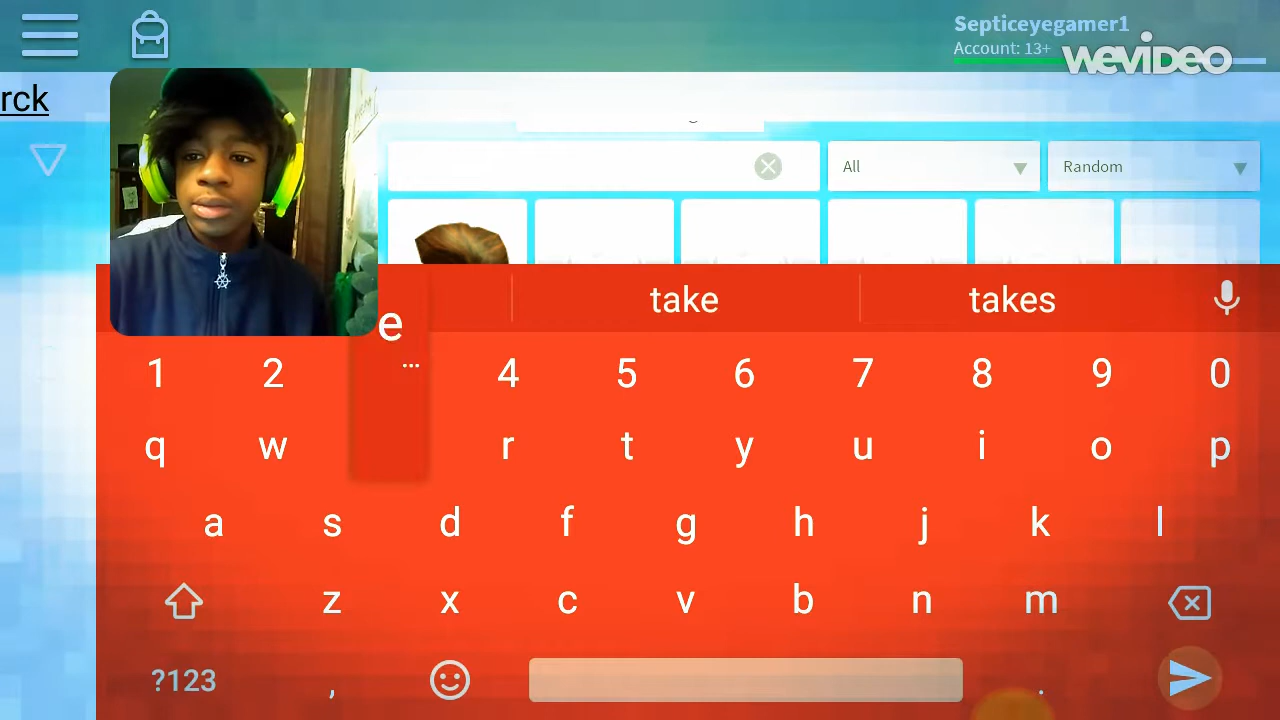 Septiceyegamer1
Account: 13+
WEVIDEO
rck
All
Random
take
takes
e
...
1 2 4 5 6 7 8 9 0
q w r t y u i o p
a s d f g h j k l
z x c v b n m
?123 , .